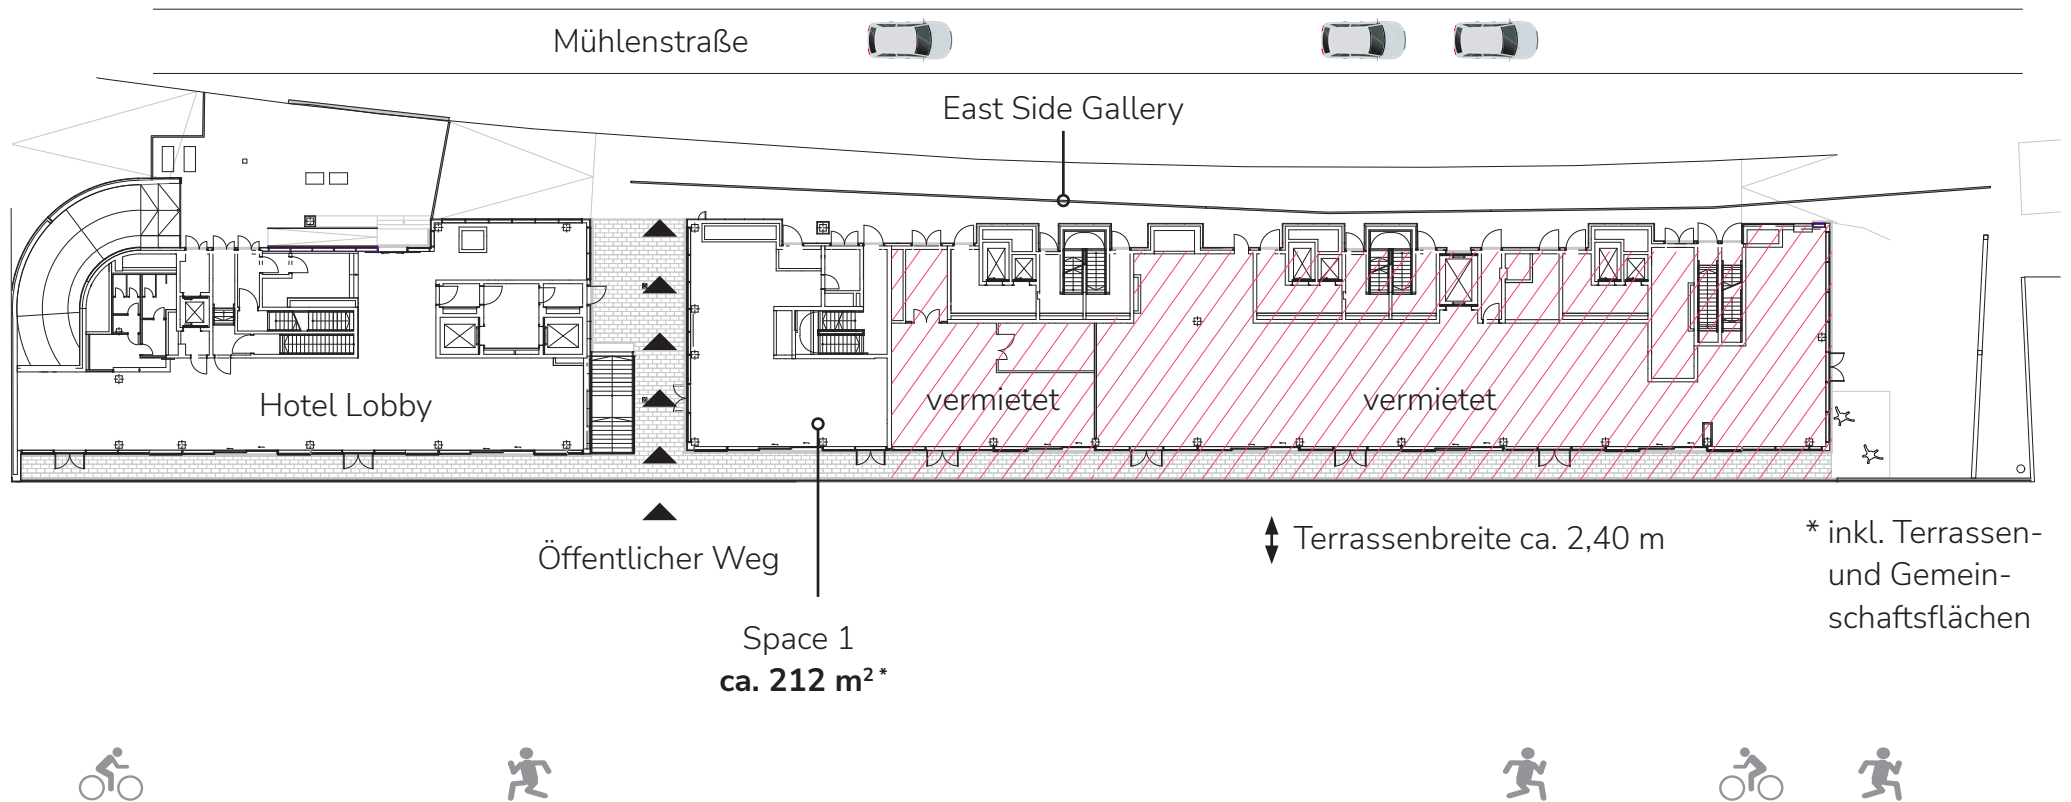 Mühlenstraße
East Side Gallery
Hotel Lobby
vermietet
vermietet
Öffentlicher Weg
Terrassenbreite ca. 2,40 m
* inkl. Terrassen-
und Gemein-
schaftsflächen
Space 1
ca. 212 m² *